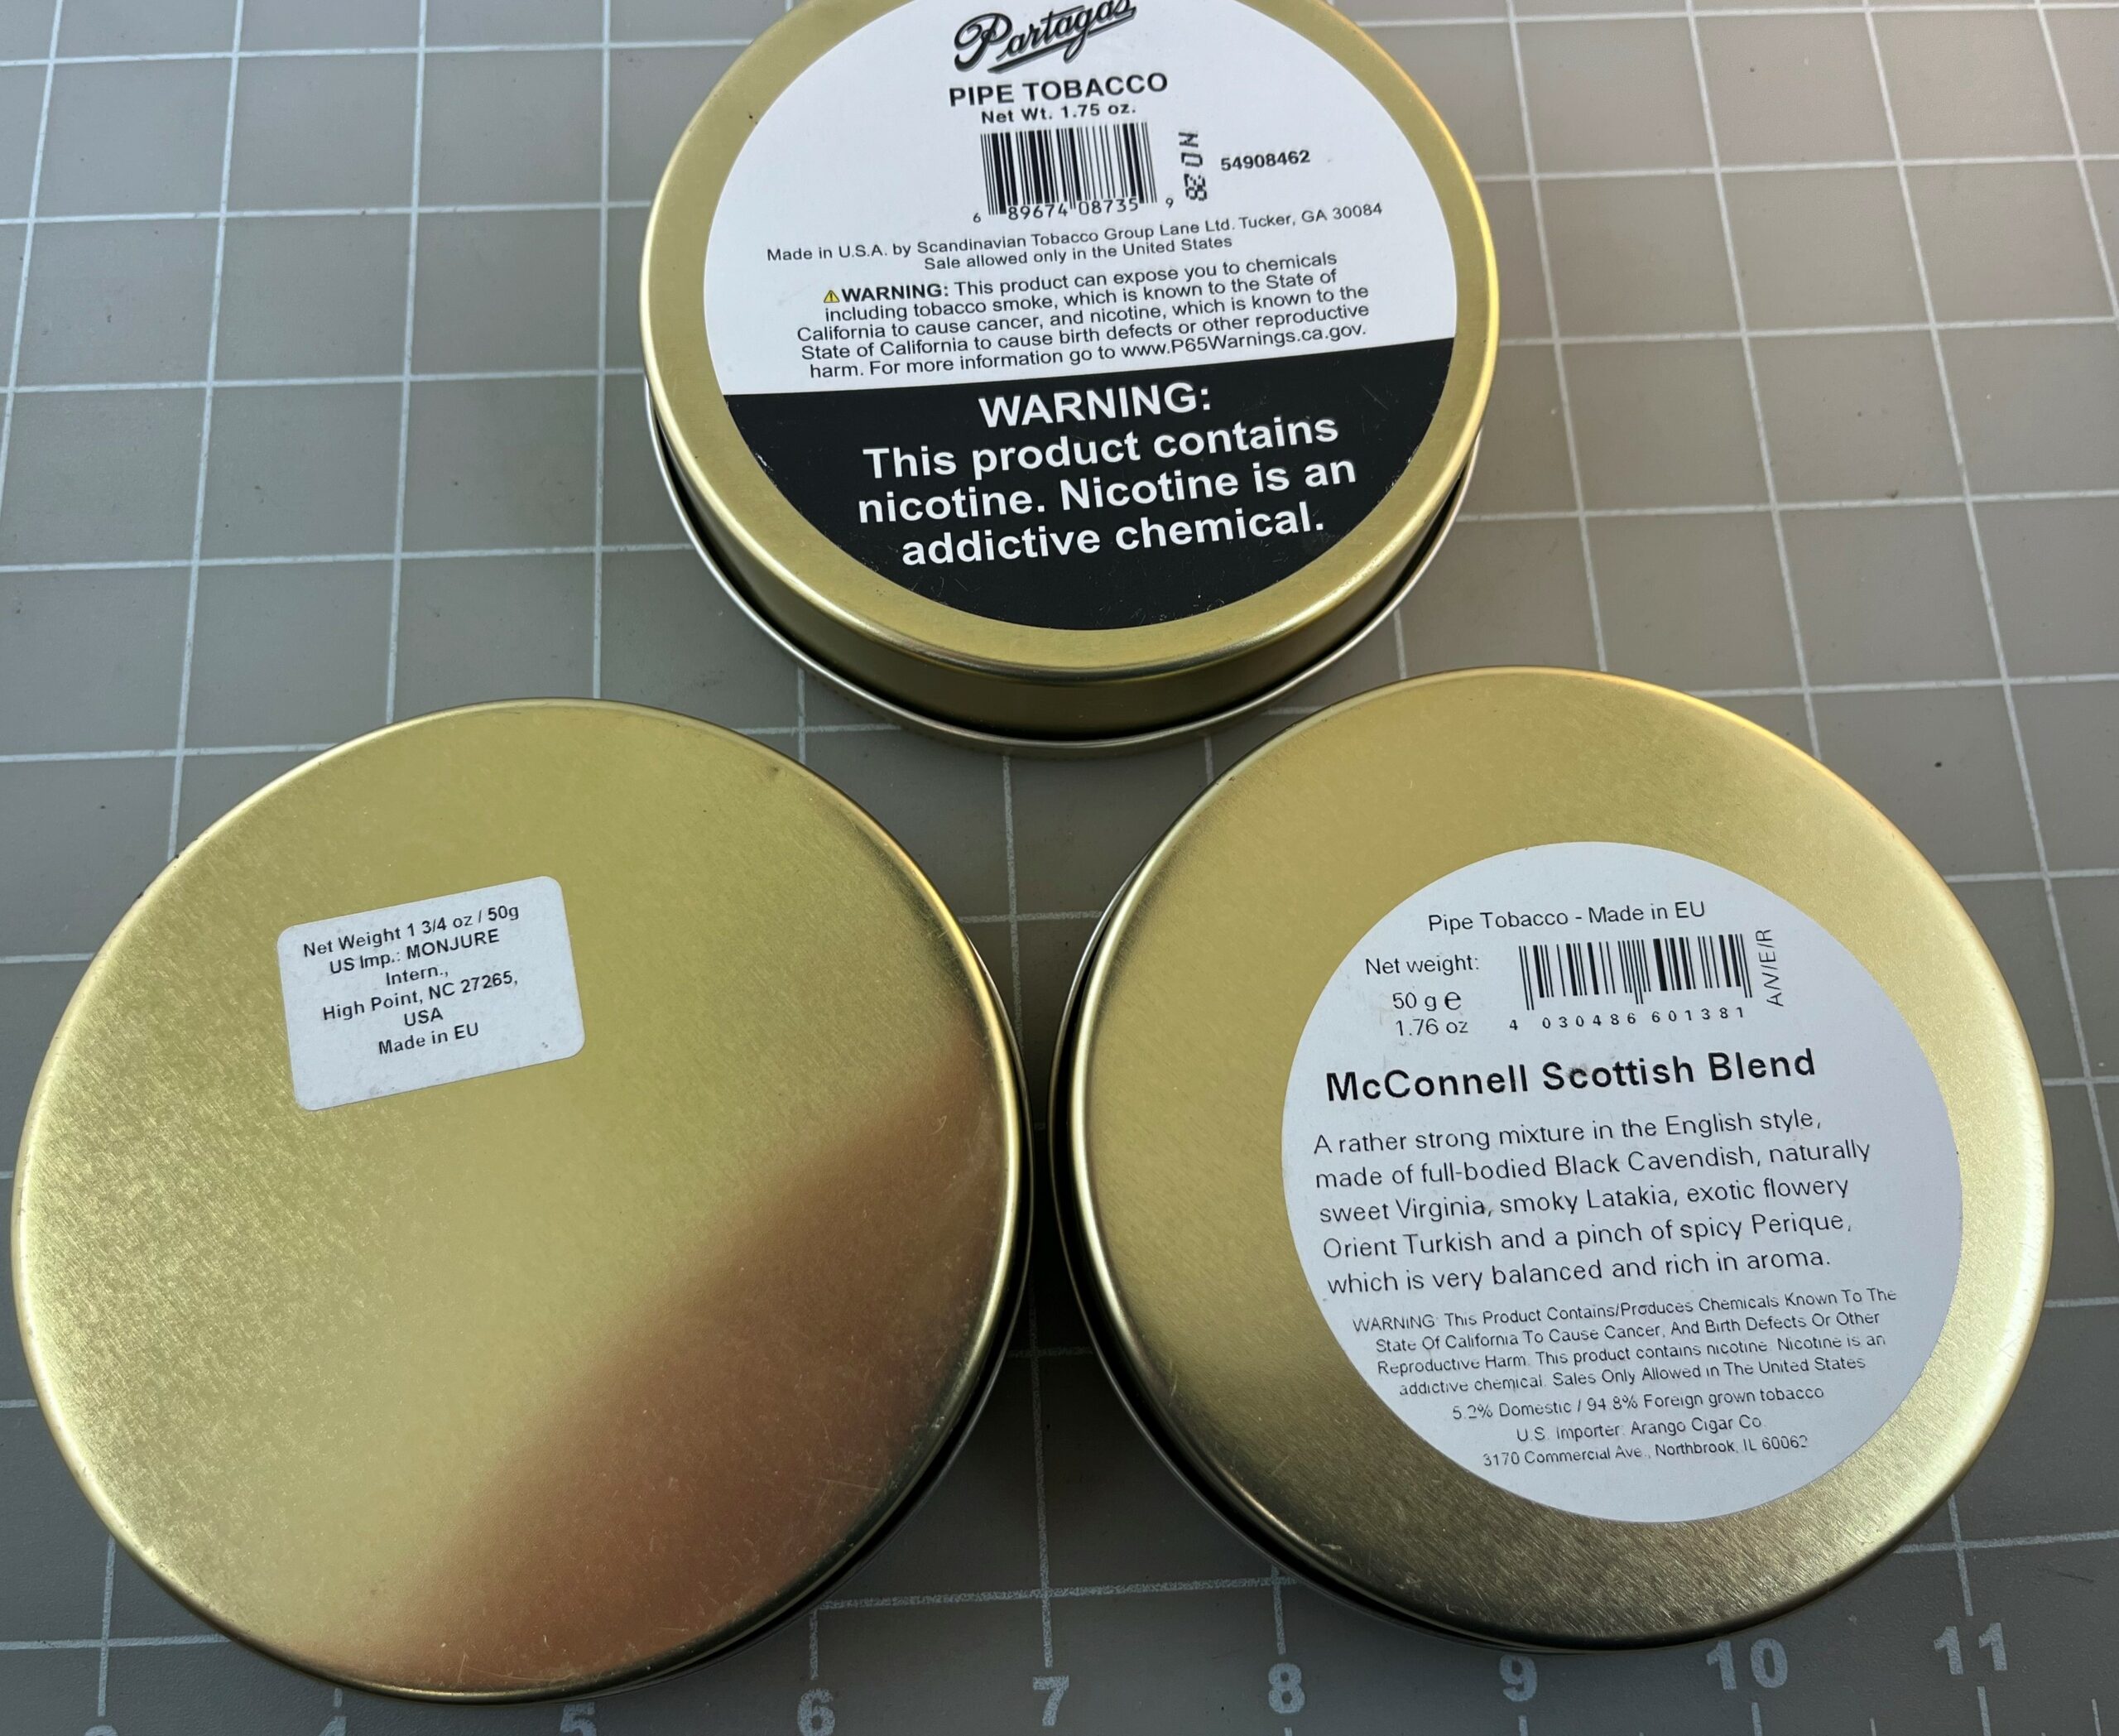 Partagas
PIPE TOBACCO
Net Wt. 1.75 oz.
6 89674 08735 9
54908462
Made in U.S.A. by Scandinavian Tobacco Group Lane Ltd. Tucker, GA 30084
Sale allowed only in the United States
⚠WARNING: This product can expose you to chemicals
including tobacco smoke, which is known to the State of
California to cause cancer, and nicotine, which is known to the
State of California to cause birth defects or other reproductive
harm. For more information go to www.P65Warnings.ca.gov.
WARNING:
This product contains
nicotine. Nicotine is an
addictive chemical.
Net Weight 1 3/4 oz / 50g
US Imp.: MONJURE
Intern.,
High Point, NC 27265,
USA
Made in EU
Pipe Tobacco - Made in EU
Net weight:
50 g e
1.76 oz
4 030486 601381
A/V/E/R
McConnell Scottish Blend
A rather strong mixture in the English style,
made of full-bodied Black Cavendish, naturally
sweet Virginia, smoky Latakia, exotic flowery
Orient Turkish and a pinch of spicy Perique,
which is very balanced and rich in aroma.
WARNING: This Product Contains/Produces Chemicals Known To The
State Of California To Cause Cancer, And Birth Defects Or Other
Reproductive Harm. This product contains nicotine. Nicotine is an
addictive chemical. Sales Only Allowed in The United States
5.2% Domestic / 94.8% Foreign grown tobacco
U.S. Importer: Arango Cigar Co.
3170 Commercial Ave., Northbrook, IL 60062
5 6 7 8 9 10 11